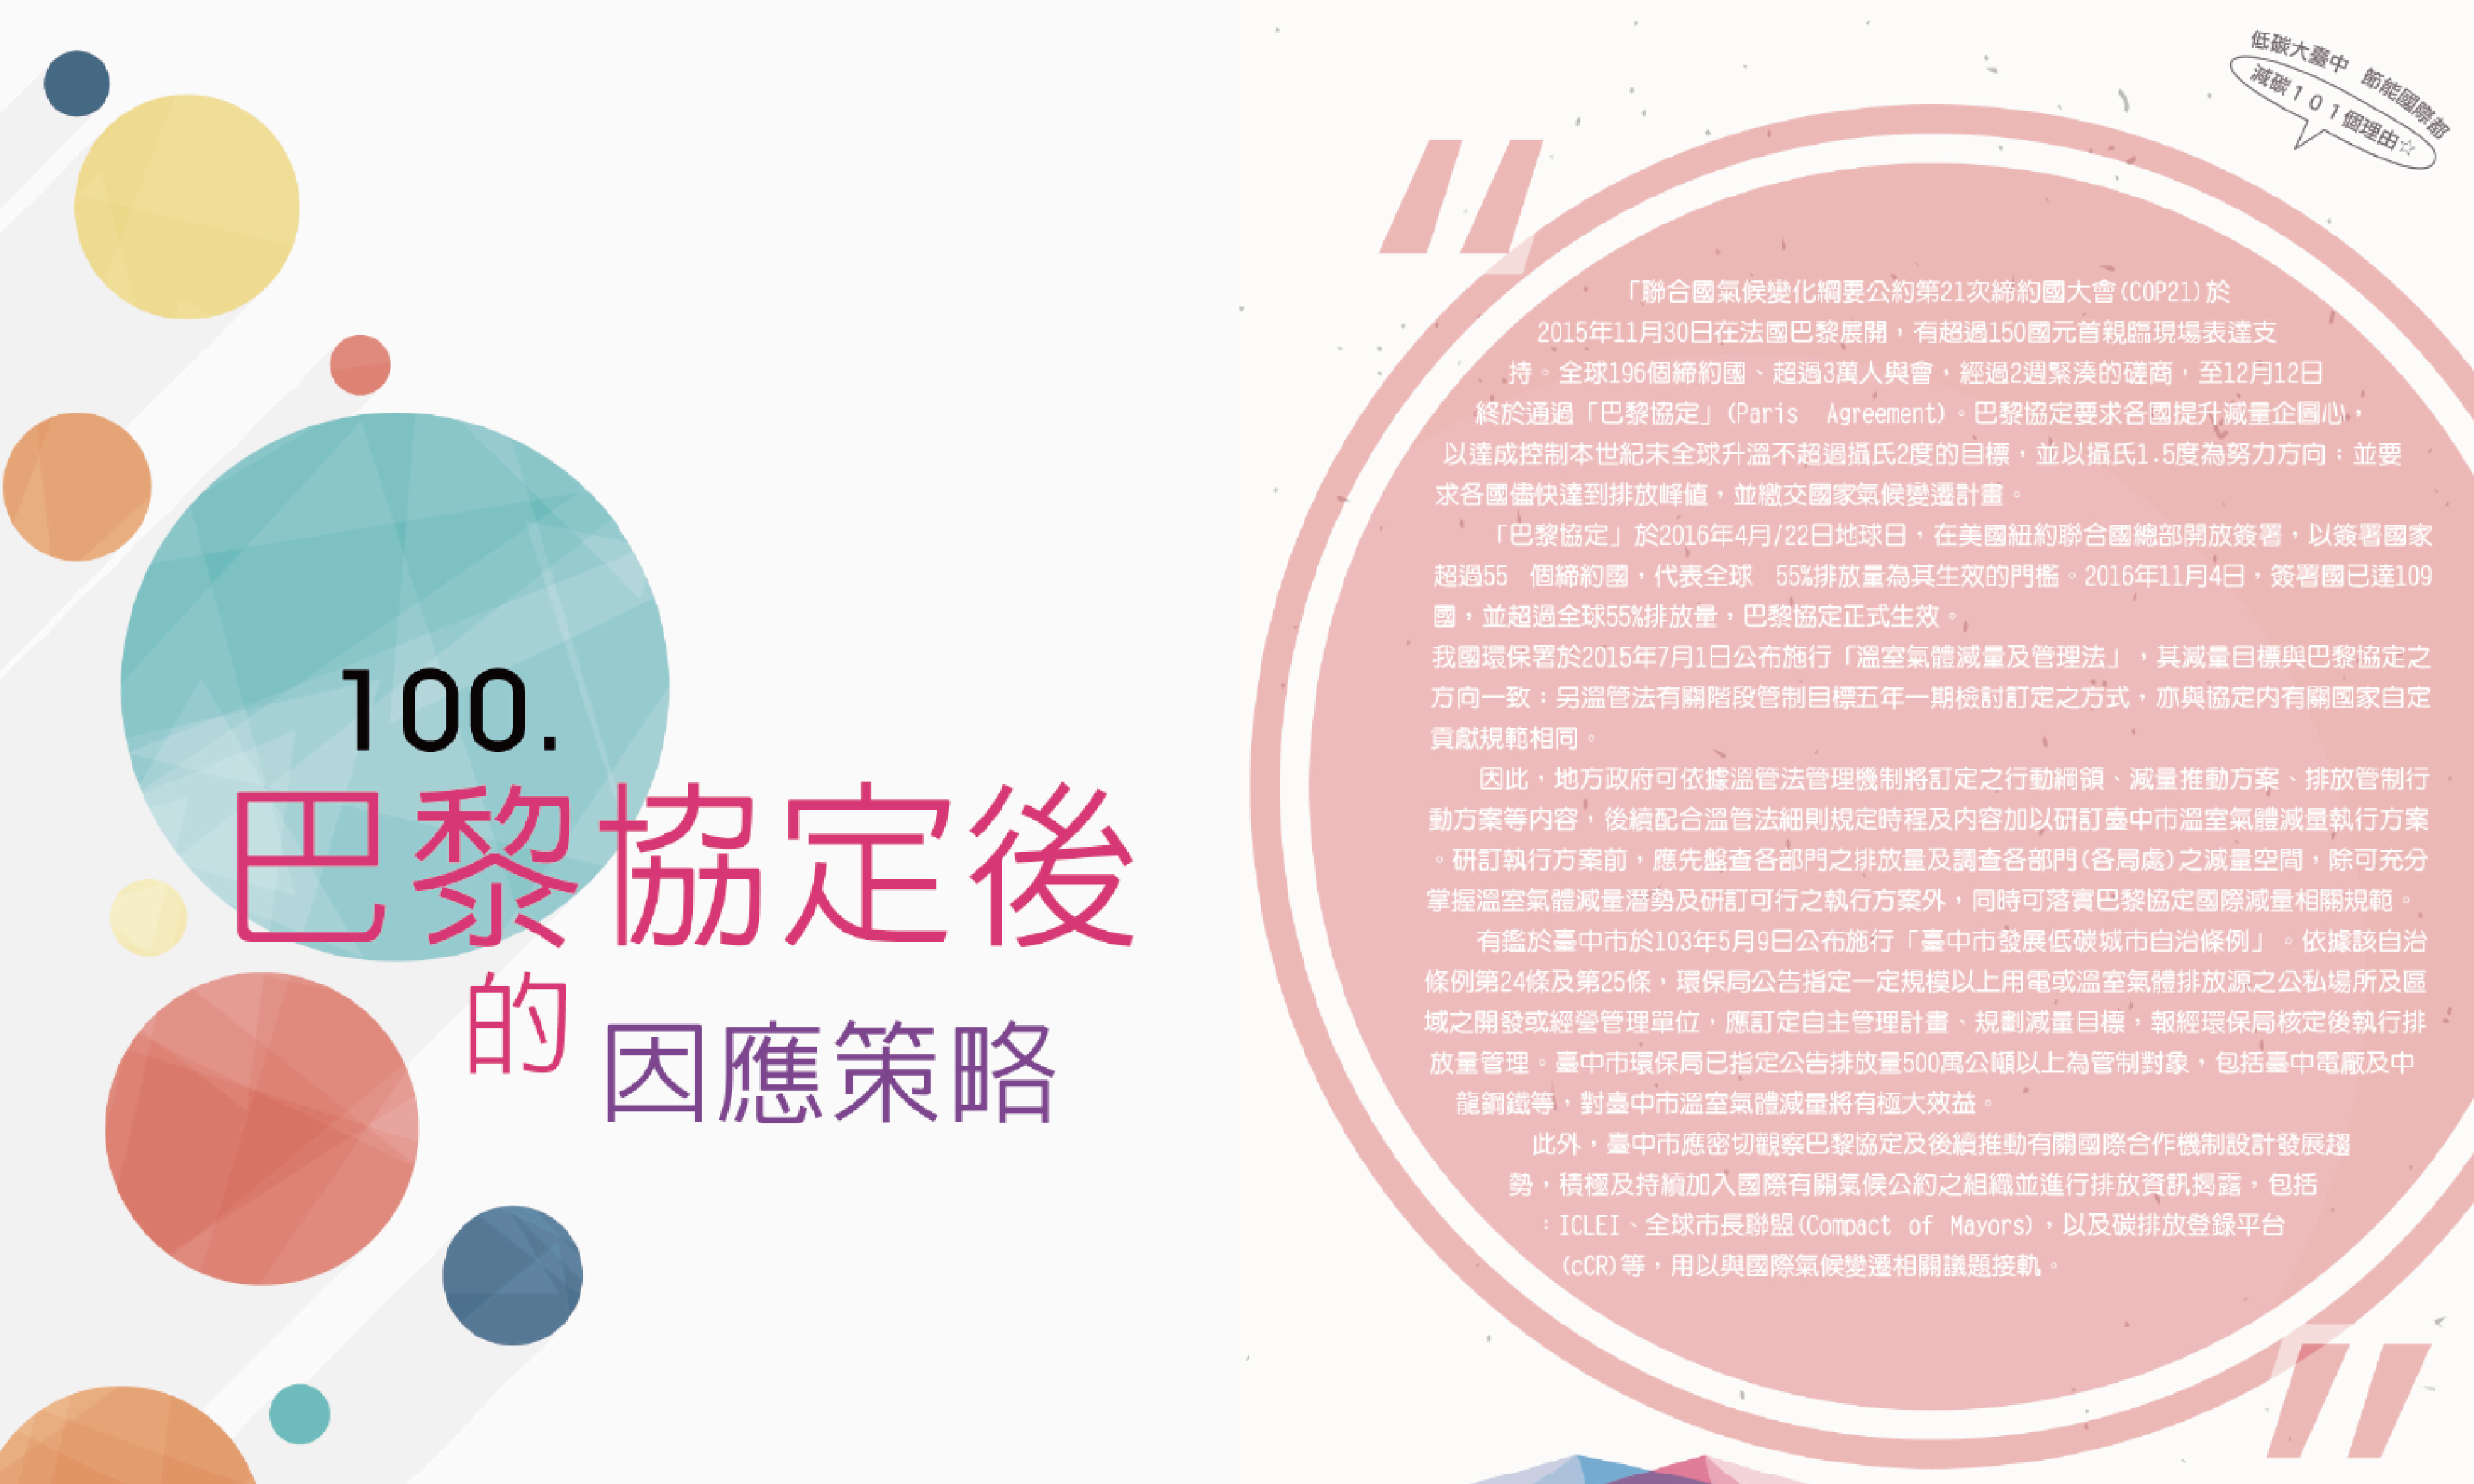 100.
巴黎協定後
的
因應策略
低碳大臺中 節能國際都
減碳101個理由☆
「聯合國氣候變化綱要公約第21次締約國大會(COP21)於
2015年11月30日在法國巴黎展開，有超過150國元首親臨現場表達支
持。全球196個締約國、超過3萬人與會，經過2週緊湊的磋商，至12月12日
終於通過「巴黎協定」(Paris Agreement)。巴黎協定要求各國提升減量企圖心，
以達成控制本世紀末全球升溫不超過攝氏2度的目標，並以攝氏1.5度為努力方向；並要
求各國儘快達到排放峰值，並繳交國家氣候變遷計畫。
「巴黎協定」於2016年4月/22日地球日，在美國紐約聯合國總部開放簽署，以簽署國家
超過55 個締約國，代表全球 55%排放量為其生效的門檻。2016年11月4日，簽署國已達109
國，並超過全球55%排放量，巴黎協定正式生效。
我國環保署於2015年7月1日公布施行「溫室氣體減量及管理法」，其減量目標與巴黎協定之
方向一致；另溫管法有關階段管制目標五年一期檢討訂定之方式，亦與協定內有關國家自定
貢獻規範相同。
因此，地方政府可依據溫管法管理機制將訂定之行動綱領、減量推動方案、排放管制行
動方案等內容，後續配合溫管法細則規定時程及內容加以研訂臺中市溫室氣體減量執行方案
。研訂執行方案前，應先盤查各部門之排放量及調查各部門(各局處)之減量空間，除可充分
掌握溫室氣體減量潛勢及研訂可行之執行方案外，同時可落實巴黎協定國際減量相關規範。
有鑑於臺中市於103年5月9日公布施行「臺中市發展低碳城市自治條例」。依據該自治
條例第24條及第25條，環保局公告指定一定規模以上用電或溫室氣體排放源之公私場所及區
域之開發或經營管理單位，應訂定自主管理計畫、規劃減量目標，報經環保局核定後執行排
放量管理。臺中市環保局已指定公告排放量500萬公噸以上為管制對象，包括臺中電廠及中
龍鋼鐵等，對臺中市溫室氣體減量將有極大效益。
此外，臺中市應密切觀察巴黎協定及後續推動有關國際合作機制設計發展趨
勢，積極及持續加入國際有關氣候公約之組織並進行排放資訊揭露，包括
：ICLEI、全球市長聯盟(Compact of Mayors)，以及碳排放登錄平台
(cCR)等，用以與國際氣候變遷相關議題接軌。